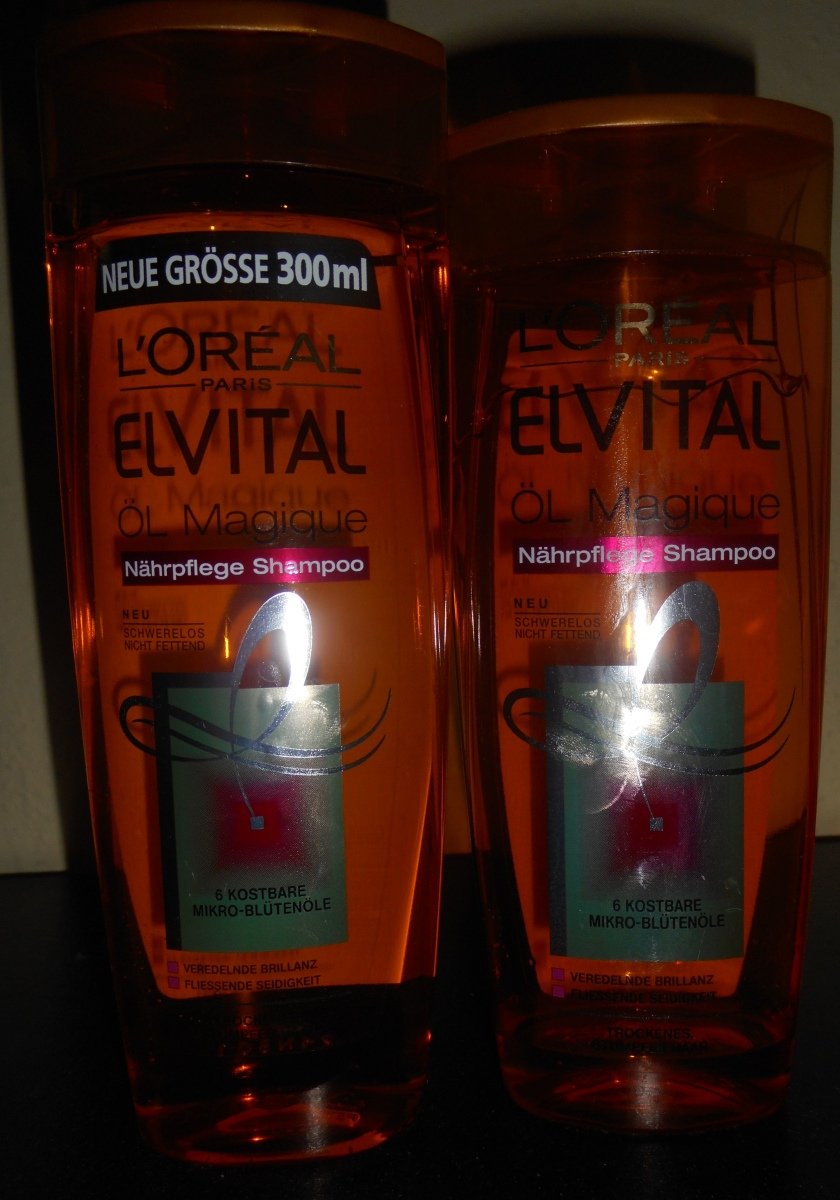 NEUE GRÖSSE 300ml
L'ORÉAL
PARIS
ELVITAL
ÖL Magique
Nährpflege Shampoo
NEU
SCHWERELOS
NICHT FETTEND
6 KOSTBARE
MIKRO-BLÜTENÖLE
VEREDELNDE BRILLANZ
FLIESSENDE SEIDIGKEIT
L'ORÉAL
PARIS
ELVITAL
ÖL Magique
Nährpflege Shampoo
NEU
SCHWERELOS
NICHT FETTEND
6 KOSTBARE
MIKRO-BLÜTENÖLE
VEREDELNDE BRILLANZ
FLIESSENDE SEIDIGKEIT
TROCKENES,